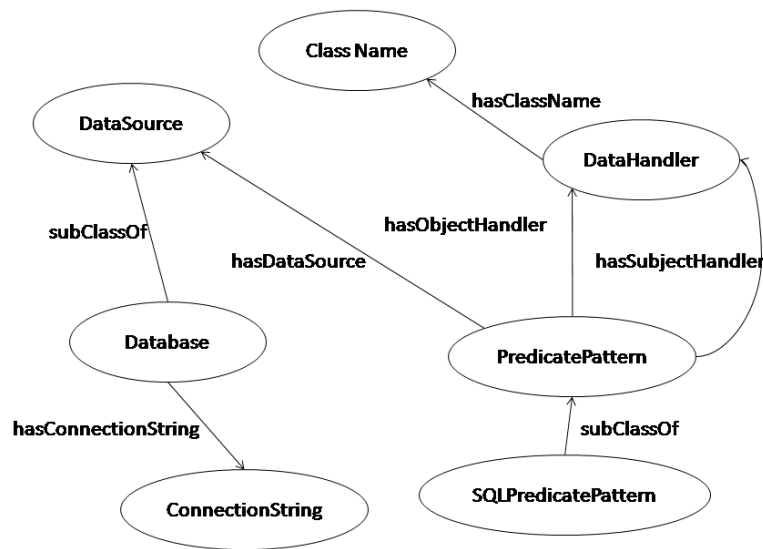 Class Name
hasClassName
DataSource
DataHandler
subClassOf
hasObjectHandler
hasDataSource
hasSubjectHandler
Database
PredicatePattern
hasConnectionString
subClassOf
ConnectionString
SQLPredicatePattern